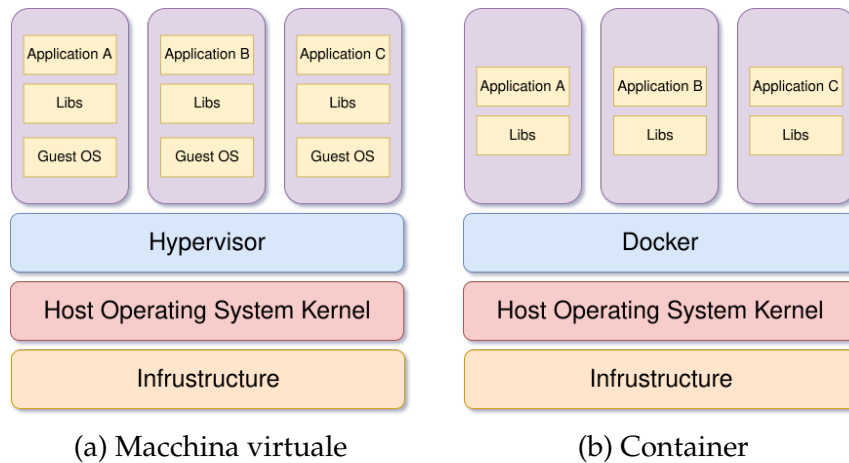 Application A
Libs
Guest OS
Application B
Libs
Guest OS
Application C
Libs
Guest OS
Hypervisor
Host Operating System Kernel
Infrustructure
(a) Macchina virtuale
Application A
Libs
Application B
Libs
Application C
Libs
Docker
Host Operating System Kernel
Infrustructure
(b) Container